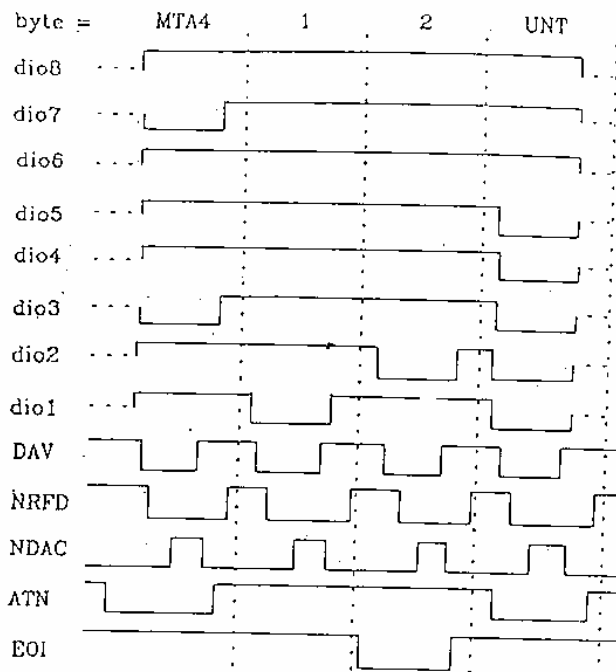 byte = MTA4 1 2 UNT
dio8
dio7
dio6
dio5
dio4
dio3
dio2
dio1
DAV
NRFD
NDAC
ATN
EOI